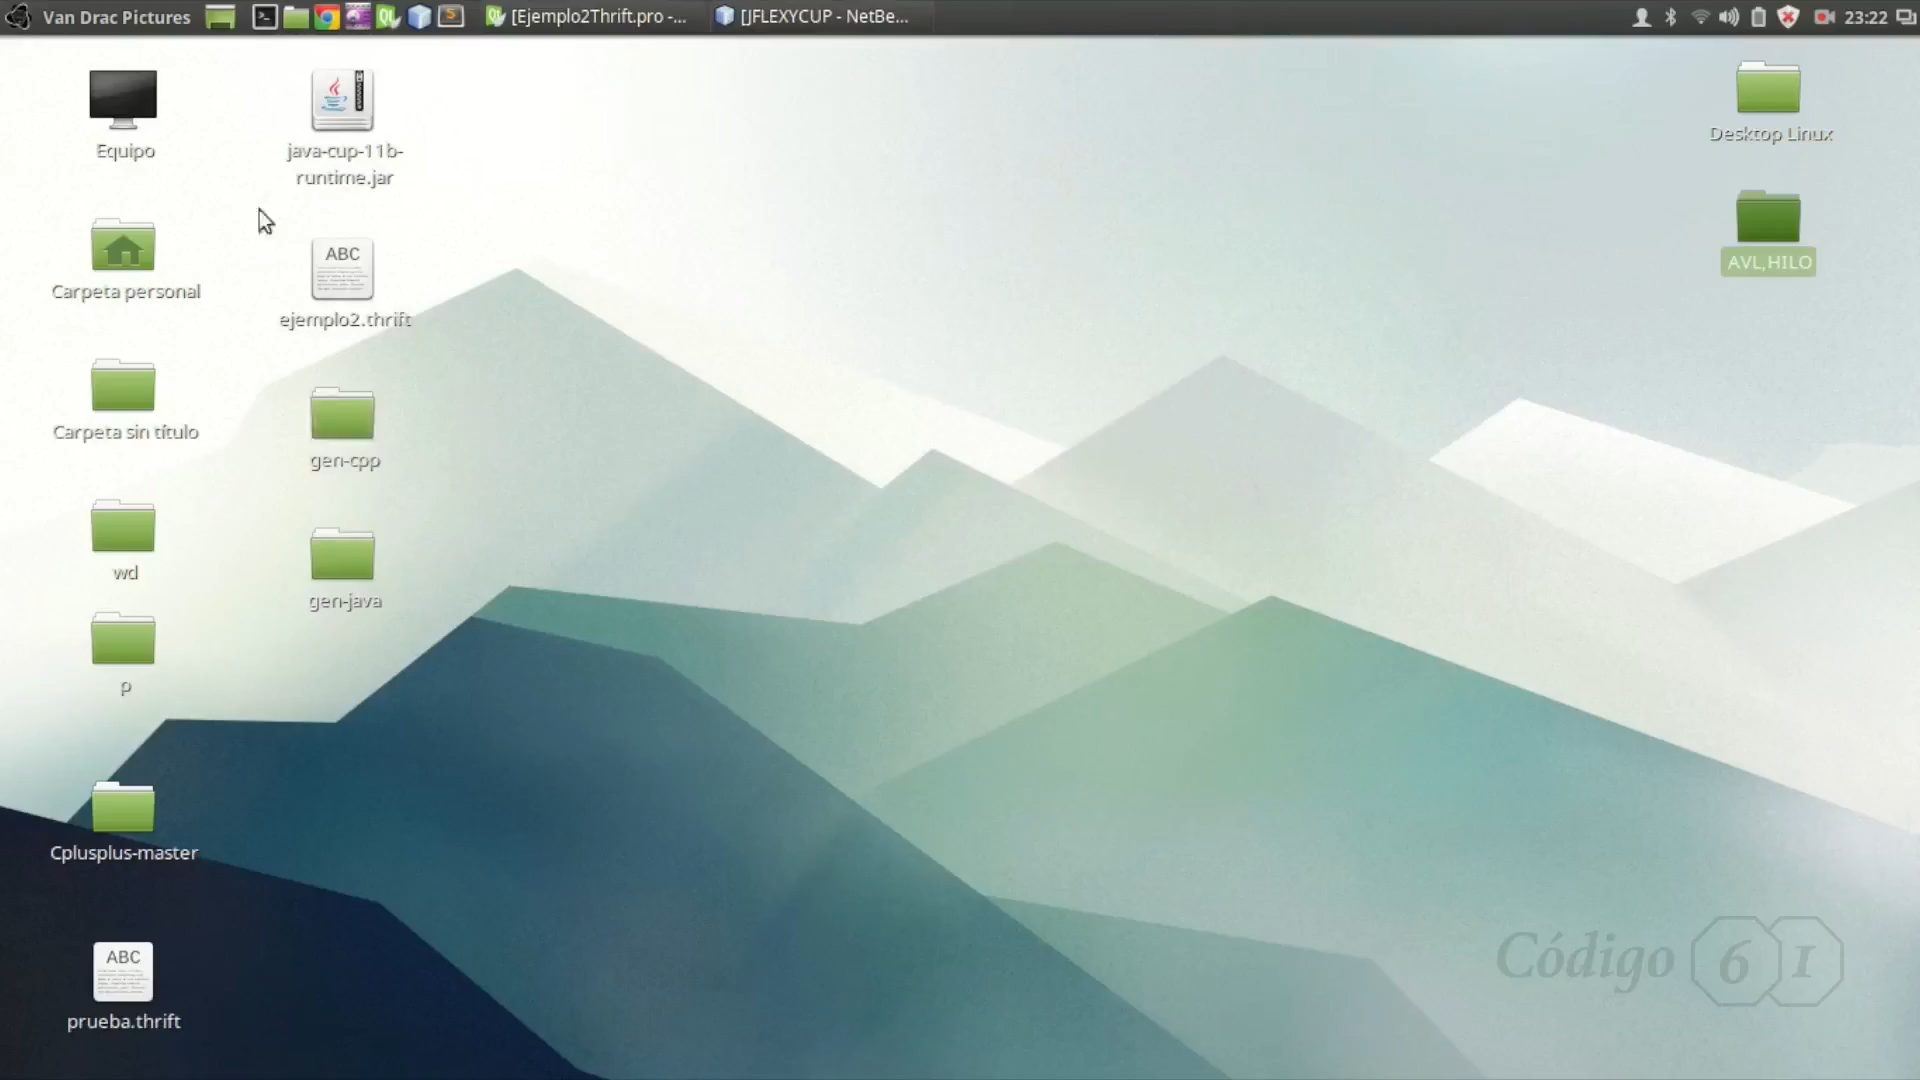 Van Drac Pictures
[Ejemplo2Thrift.pro -...
[JFLEXYCUP - NetBe...
23:22
Equipo
java-cup-11b-
runtime.jar
Desktop Linux
ABC
Carpeta personal
ejemplo2.thrift
AVL,HILO
Carpeta sin título
gen-cpp
wd
gen-java
p
Cplusplus-master
ABC
prueba.thrift
Código 61